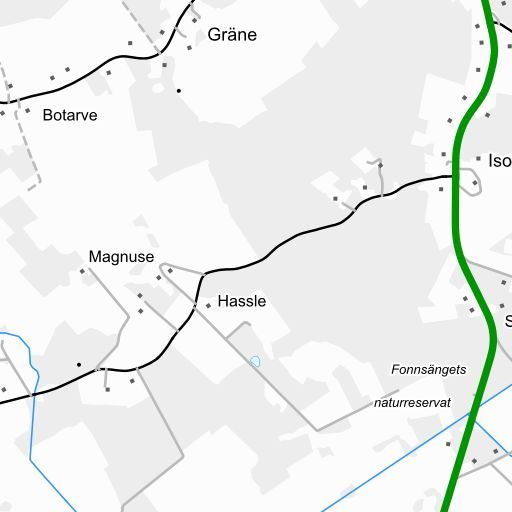 Gräne
Botarve
Iso
Magnuse
Hassle
S
Fonnsängets
naturreservat